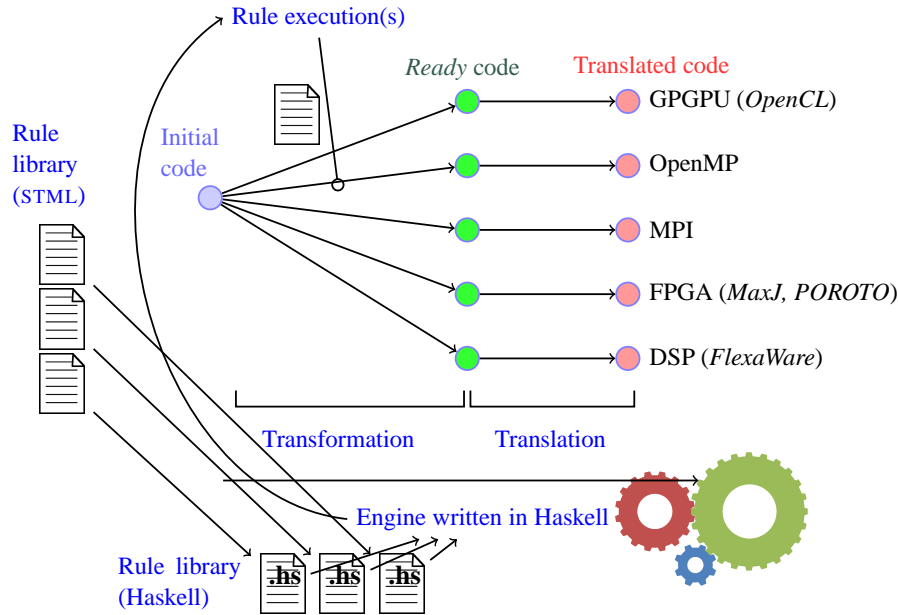 Rule execution(s)
Ready code
Translated code
GPGPU (OpenCL)
Rule
library
(STML)
Initial
code
OpenMP
MPI
FPGA (MaxJ, POROTO)
DSP (FlexaWare)
Transformation
Translation
Engine written in Haskell
Rule library
(Haskell)
.hs
.hs
.hs